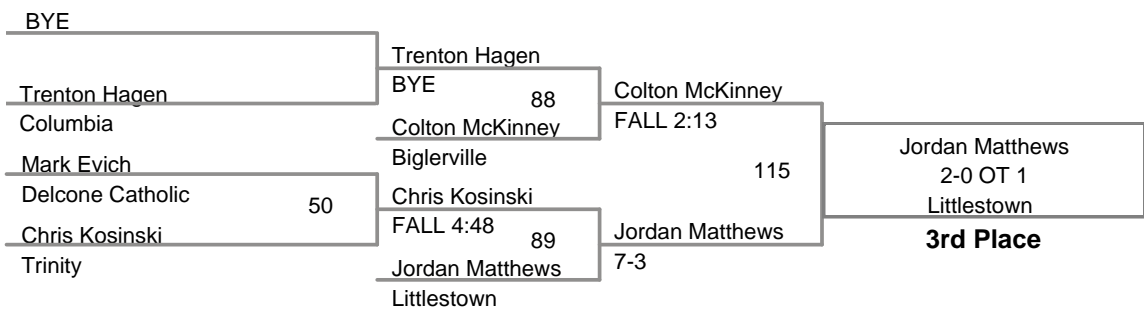 BYE
Trenton Hagen
Columbia
Mark Evich
Delcone Catholic
50
Chris Kosinski
Trinity
Trenton Hagen
BYE
88
Colton McKinney
Biglerville
Chris Kosinski
FALL 4:48
89
Jordan Matthews
Littlestown
Colton McKinney
FALL 2:13
115
Jordan Matthews
7-3
Jordan Matthews
2-0 OT 1
Littlestown
3rd Place